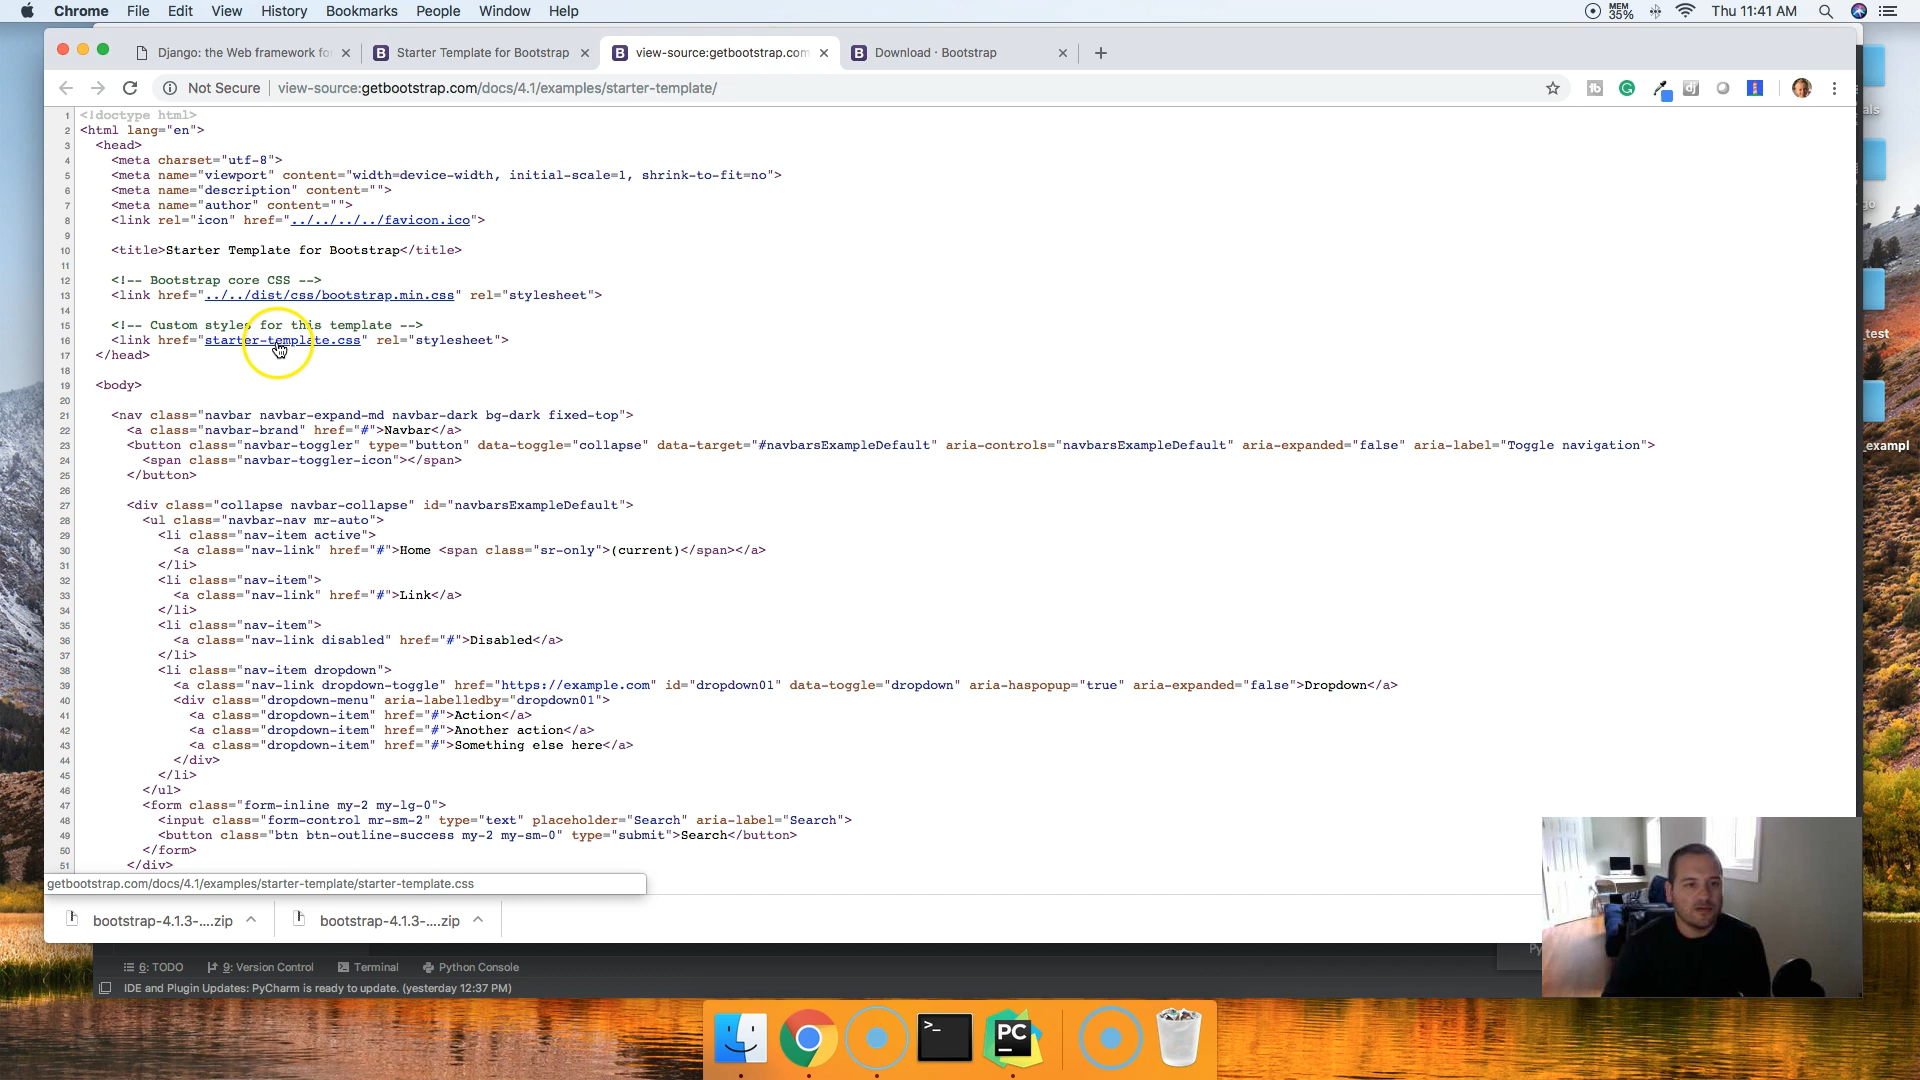 Chrome File Edit View History Bookmarks People Window Help MEM 35% Thu 11:41 AM
Django: the Web framework fo Starter Template for Bootstrap view-source:getbootstrap.com Download · Bootstrap
Not Secure view-source:getbootstrap.com/docs/4.1/examples/starter-template/
1 <!doctype html>
2 <html lang="en">
3 <head>
4 <meta charset="utf-8">
5 <meta name="viewport" content="width=device-width, initial-scale=1, shrink-to-fit=no">
6 <meta name="description" content="">
7 <meta name="author" content="">
8 <link rel="icon" href="../../../../favicon.ico">
9
10 <title>Starter Template for Bootstrap</title>
11
12 <!-- Bootstrap core CSS -->
13 <link href="../../dist/css/bootstrap.min.css" rel="stylesheet">
14
15 <!-- Custom styles for this template -->
16 <link href="starter-template.css" rel="stylesheet">
17 </head>
18
19 <body>
20
21 <nav class="navbar navbar-expand-md navbar-dark bg-dark fixed-top">
22 <a class="navbar-brand" href="#">Navbar</a>
23 <button class="navbar-toggler" type="button" data-toggle="collapse" data-target="#navbarsExampleDefault" aria-controls="navbarsExampleDefault" aria-expanded="false" aria-label="Toggle navigation">
24 <span class="navbar-toggler-icon"></span>
25 </button>
26
27 <div class="collapse navbar-collapse" id="navbarsExampleDefault">
28 <ul class="navbar-nav mr-auto">
29 <li class="nav-item active">
30 <a class="nav-link" href="#">Home <span class="sr-only">(current)</span></a>
31 </li>
32 <li class="nav-item">
33 <a class="nav-link" href="#">Link</a>
34 </li>
35 <li class="nav-item">
36 <a class="nav-link disabled" href="#">Disabled</a>
37 </li>
38 <li class="nav-item dropdown">
39 <a class="nav-link dropdown-toggle" href="https://example.com" id="dropdown01" data-toggle="dropdown" aria-haspopup="true" aria-expanded="false">Dropdown</a>
40 <div class="dropdown-menu" aria-labelledby="dropdown01">
41 <a class="dropdown-item" href="#">Action</a>
42 <a class="dropdown-item" href="#">Another action</a>
43 <a class="dropdown-item" href="#">Something else here</a>
44 </div>
45 </li>
46 </ul>
47 <form class="form-inline my-2 my-lg-0">
48 <input class="form-control mr-sm-2" type="text" placeholder="Search" aria-label="Search">
49 <button class="btn btn-outline-success my-2 my-sm-0" type="submit">Search</button>
50 </form>
51 </div>
getbootstrap.com/docs/4.1/examples/starter-template/starter-template.css
bootstrap-4.1.3-....zip bootstrap-4.1.3-....zip
als
go
_test
_exampl
Py
6: TODO 9: Version Control Terminal Python Console
IDE and Plugin Updates: PyCharm is ready to update. (yesterday 12:37 PM)
PC